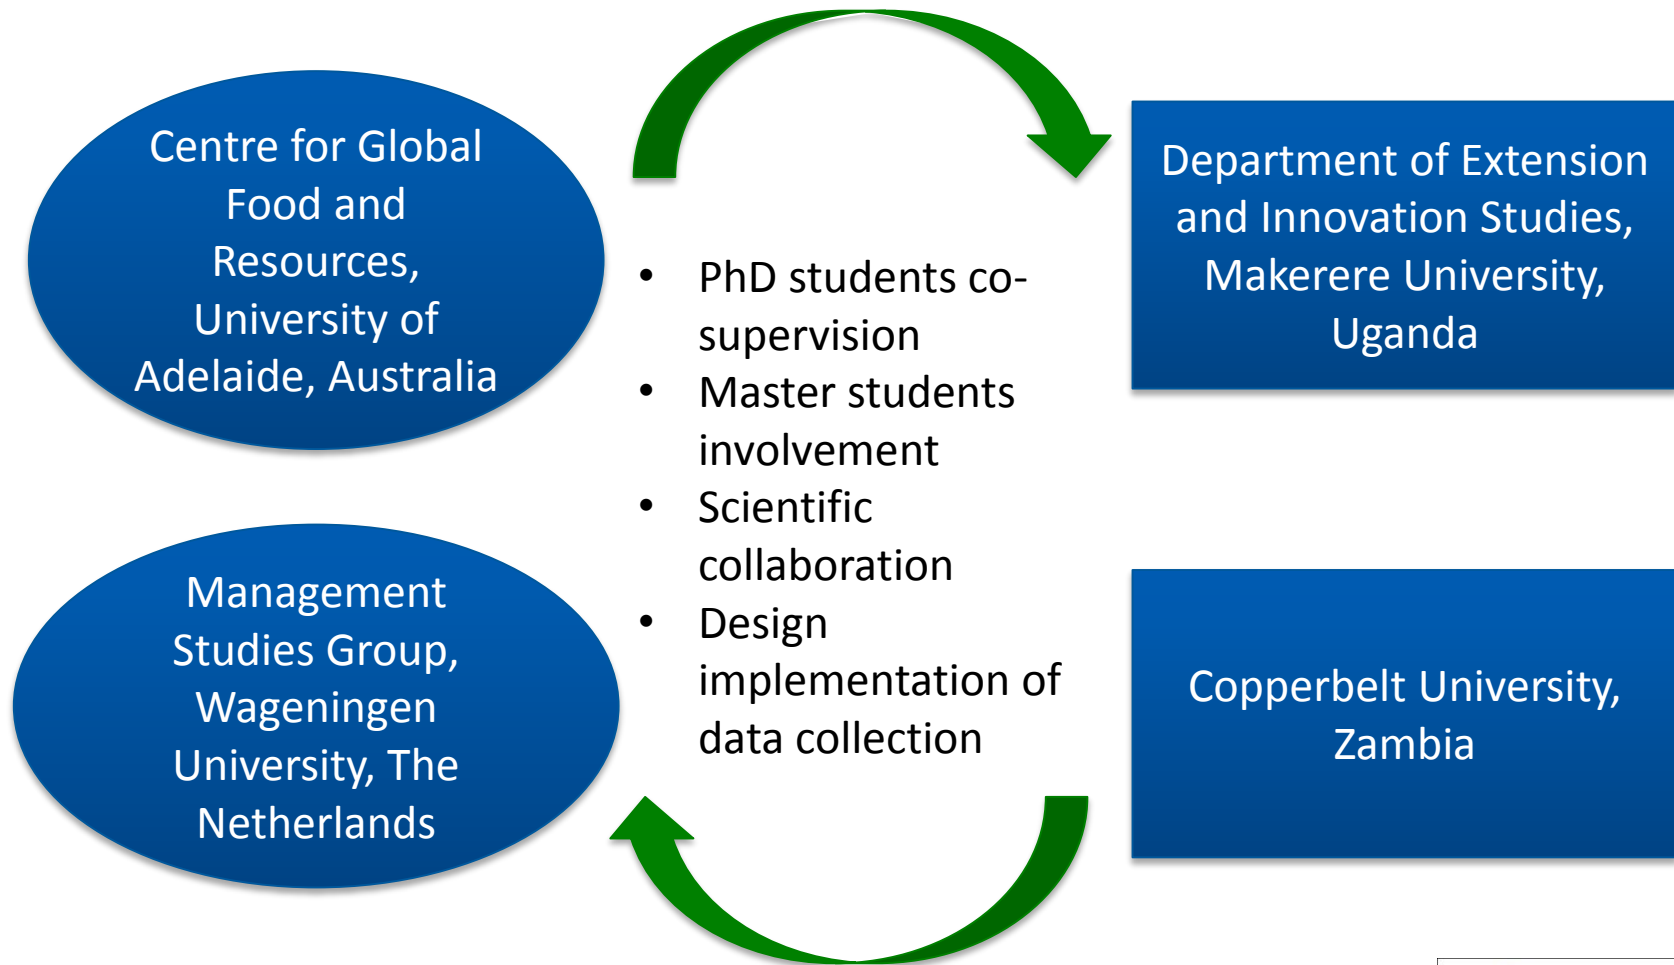 Centre for Global
Food and
Resources,
University of
Adelaide, Australia
Management
Studies Group,
Wageningen
University, The
Netherlands
• PhD students co-
supervision
• Master students
involvement
• Scientific
collaboration
• Design
implementation of
data collection
Department of Extension
and Innovation Studies,
Makerere University,
Uganda
Copperbelt University,
Zambia